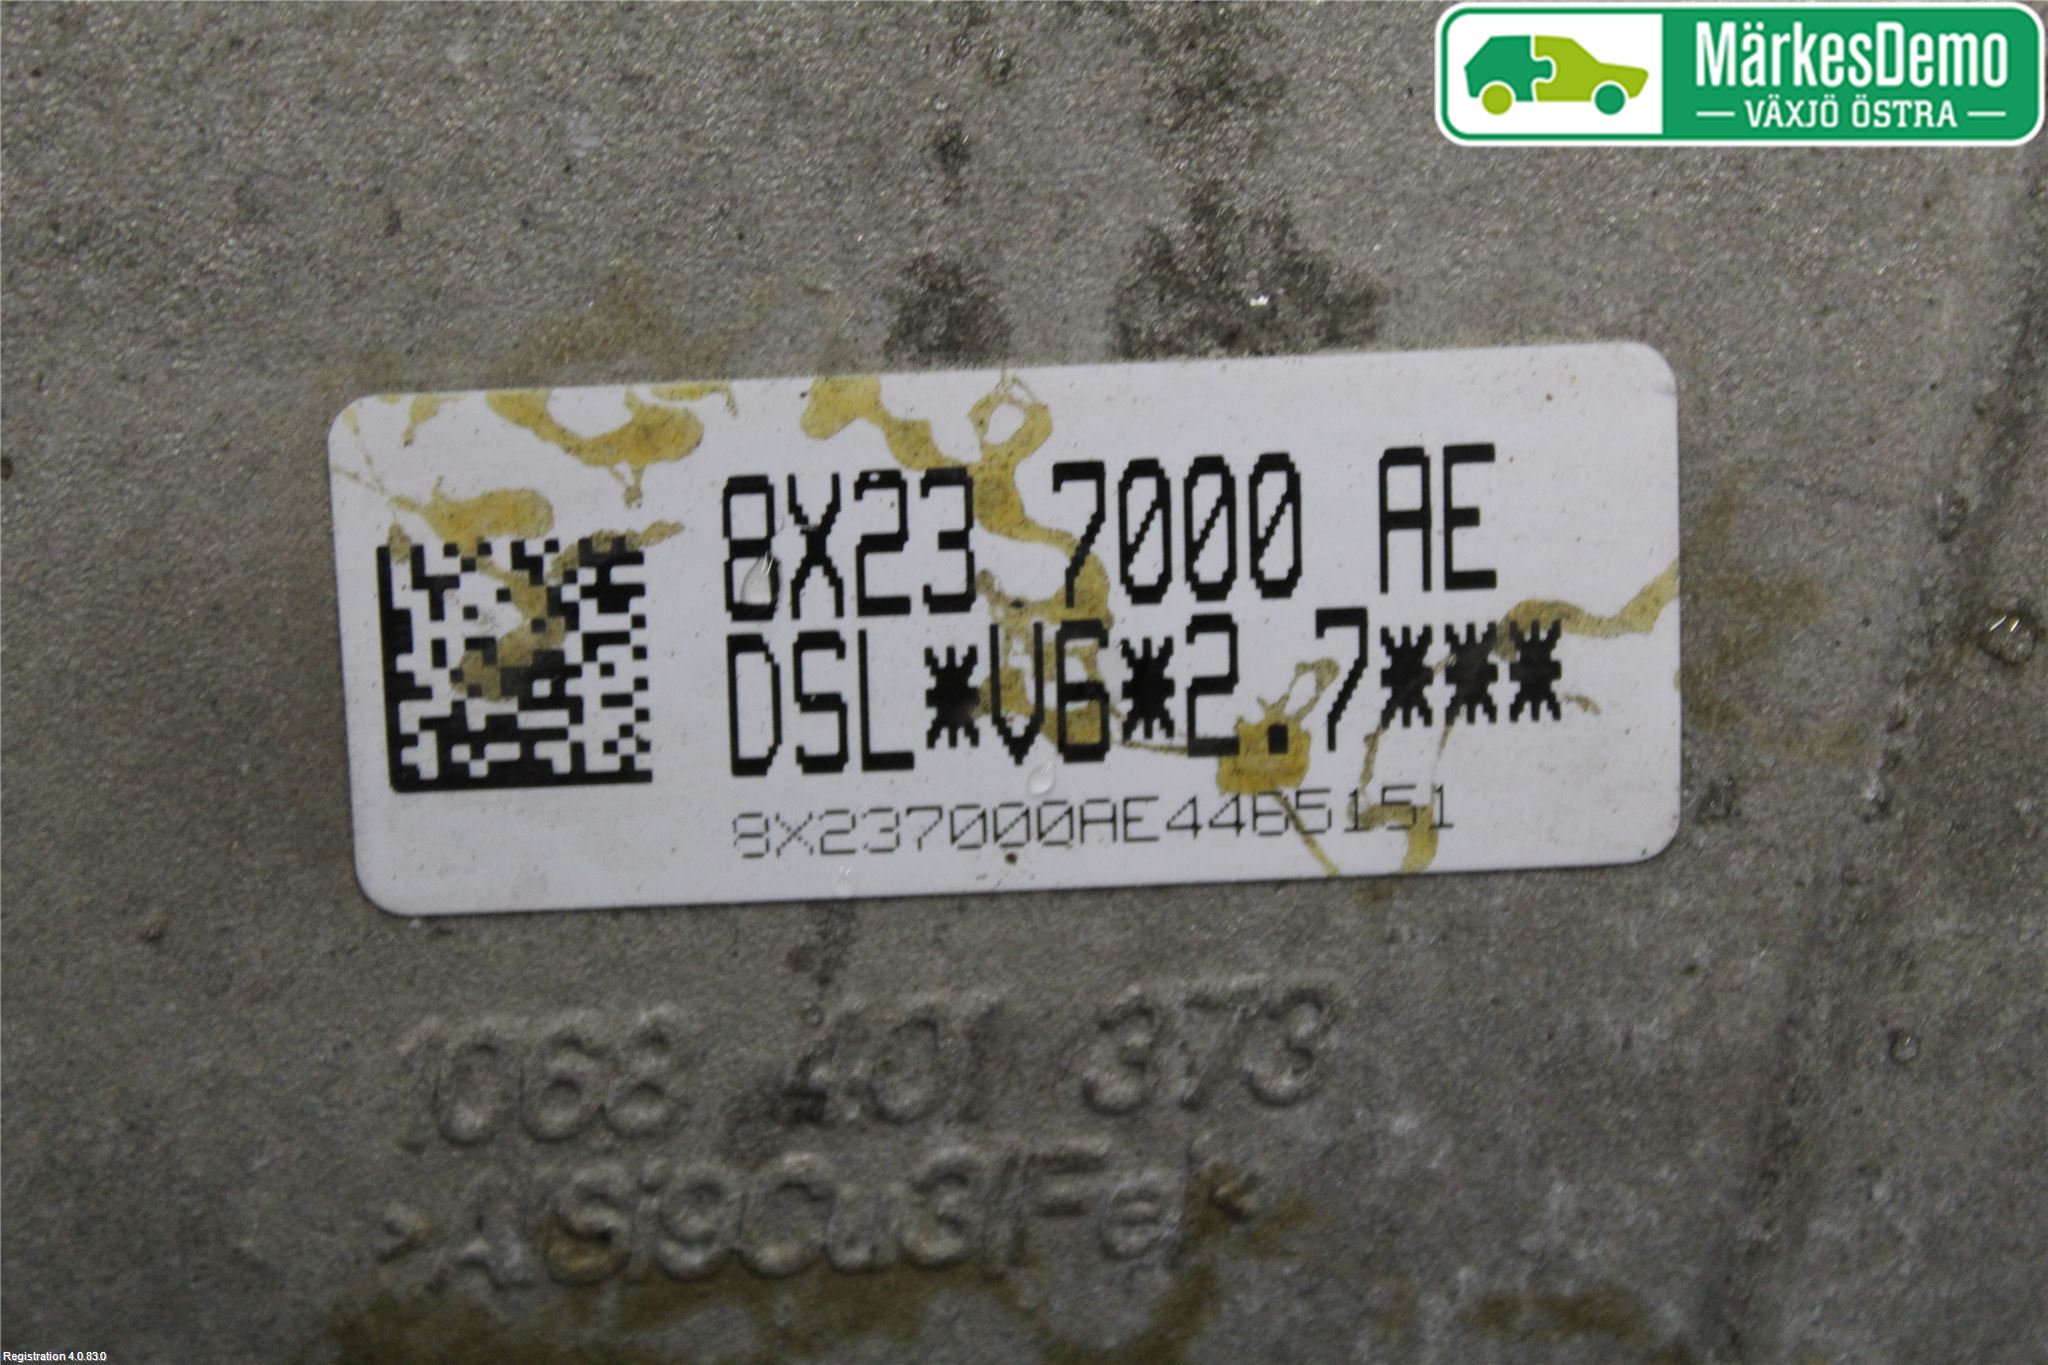 MärkesDemo
VÄXJÖ ÖSTRA
8X23 7000 AE
DSL*V6*2.7***
8X237000AE44B5151
1068 401 373
>AlSi9Cu3(Fe)<
Registration 4.0.83.0